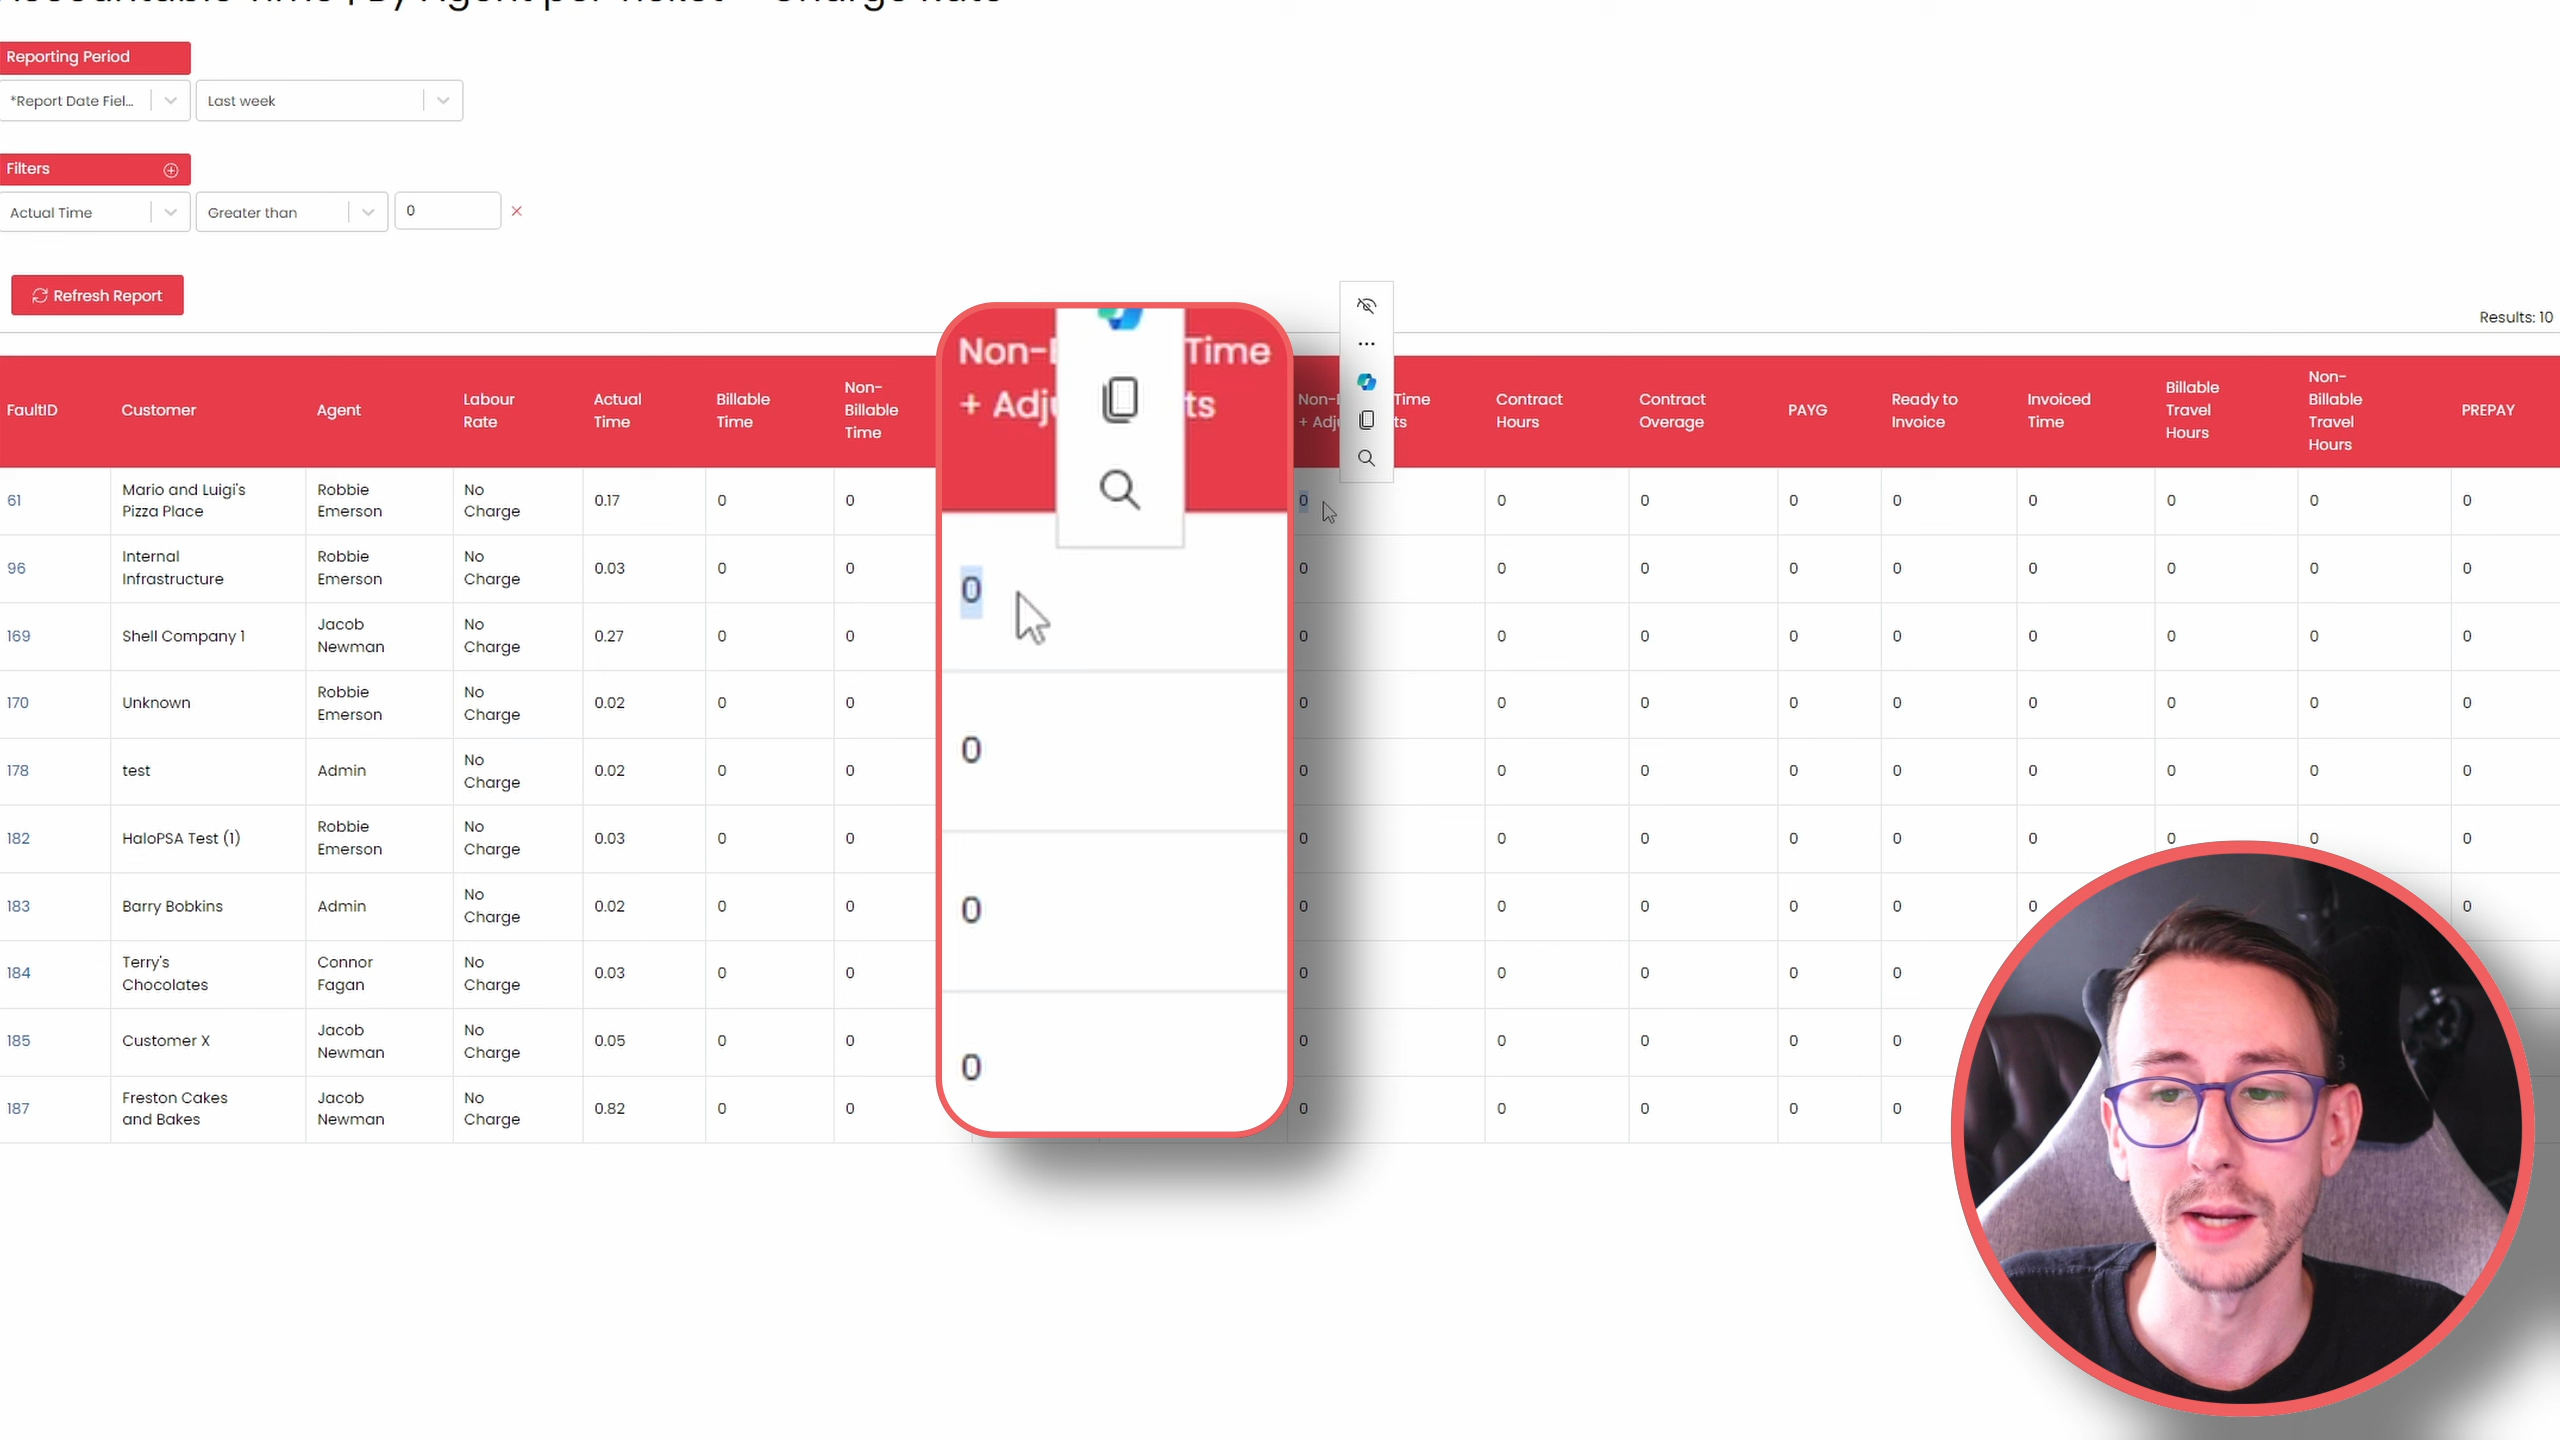 Accountable Time : By Agent per Ticket - Charge Rate
Reporting Period
*Report Date Fiel...
Last week
Filters
Actual Time
Greater than
0
Refresh Report
Results: 10
FaultID
Customer
Agent
Labour
Rate
Actual
Time
Billable
Time
Non-
Billable
Time
Non-B Time
+ Adju ts
Non-B Time
+ Adju ts
Contract
Hours
Contract
Overage
PAYG
Ready to
Invoice
Invoiced
Time
Billable
Travel
Hours
Non-
Billable
Travel
Hours
PREPAY
61
Mario and Luigi's
Pizza Place
Robbie
Emerson
No
Charge
0.17
0
0
0
0
0
0
0
0
0
0
0
0
96
Internal
Infrastructure
Robbie
Emerson
No
Charge
0.03
0
0
0
0
0
0
0
0
0
0
0
0
169
Shell Company 1
Jacob
Newman
No
Charge
0.27
0
0
0
0
0
0
0
0
0
0
0
0
170
Unknown
Robbie
Emerson
No
Charge
0.02
0
0
0
0
0
0
0
0
0
0
0
178
test
Admin
No
Charge
0.02
0
0
0
0
0
0
0
0
0
0
0
182
HaloPSA Test (1)
Robbie
Emerson
No
Charge
0.03
0
0
0
0
0
0
0
0
0
0
0
183
Barry Bobkins
Admin
No
Charge
0.02
0
0
0
0
0
0
0
0
0
184
Terry's
Chocolates
Connor
Fagan
No
Charge
0.03
0
0
0
0
0
0
0
185
Customer X
Jacob
Newman
No
Charge
0.05
0
0
0
0
0
0
0
187
Freston Cakes
and Bakes
Jacob
Newman
No
Charge
0.82
0
0
0
0
0
0
0
0